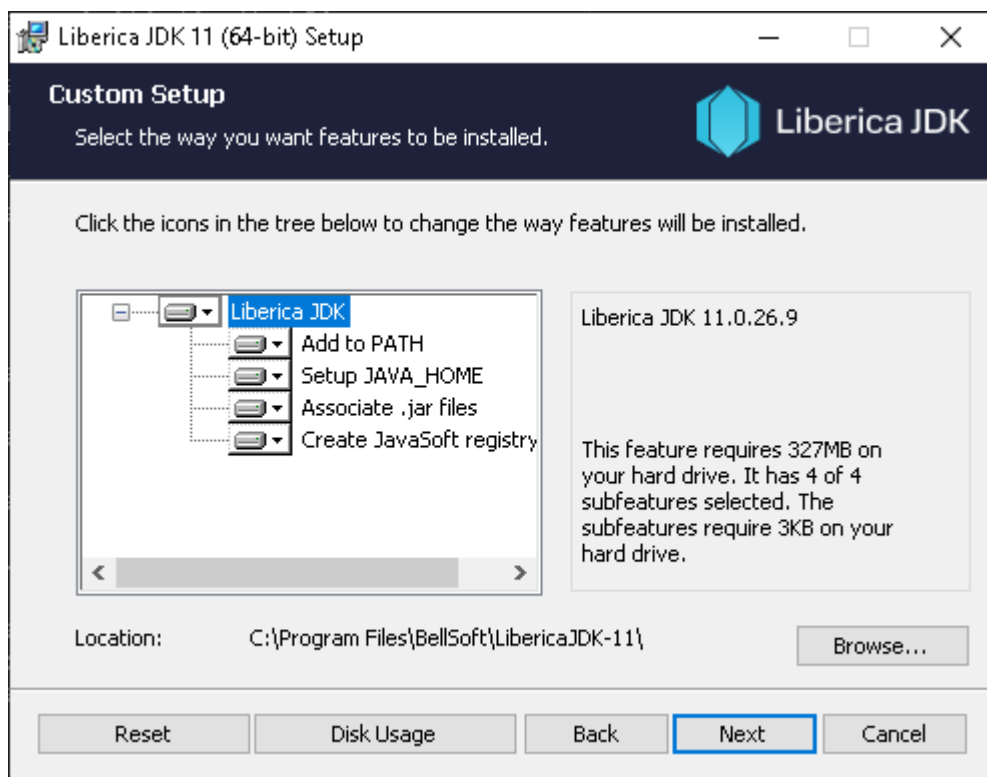 Liberica JDK 11 (64-bit) Setup
Custom Setup
Select the way you want features to be installed.
Liberica JDK
Click the icons in the tree below to change the way features will be installed.
Liberica JDK
Add to PATH
Setup JAVA_HOME
Associate .jar files
Create JavaSoft registry
Liberica JDK 11.0.26.9
This feature requires 327MB on
your hard drive. It has 4 of 4
subfeatures selected. The
subfeatures require 3KB on your
hard drive.
Location: C:\Program Files\BellSoft\LibericaJDK-11\
Browse...
Reset Disk Usage Back Next Cancel